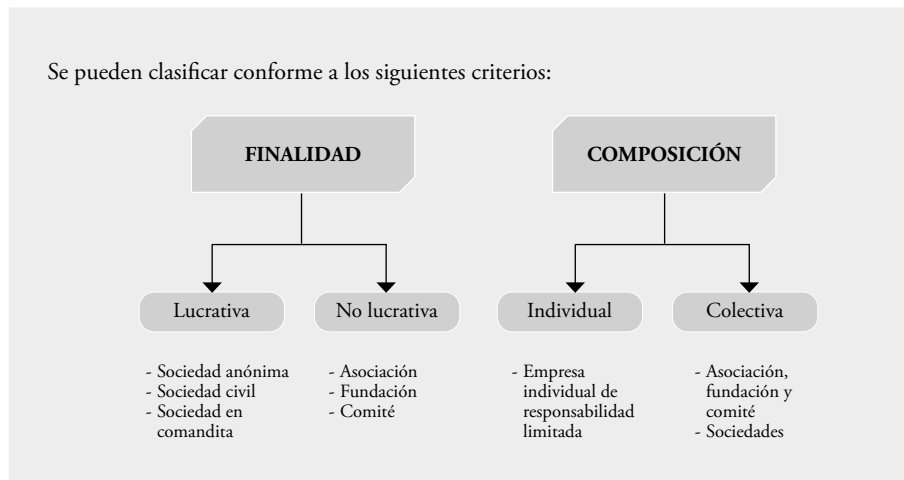 Se pueden clasificar conforme a los siguientes criterios:
FINALIDAD
COMPOSICIÓN
Lucrativa
No lucrativa
Individual
Colectiva
- Sociedad anónima
- Sociedad civil
- Sociedad en
comandita
- Asociación
- Fundación
- Comité
- Empresa
individual de
responsabilidad
limitada
- Asociación,
fundación y
comité
- Sociedades